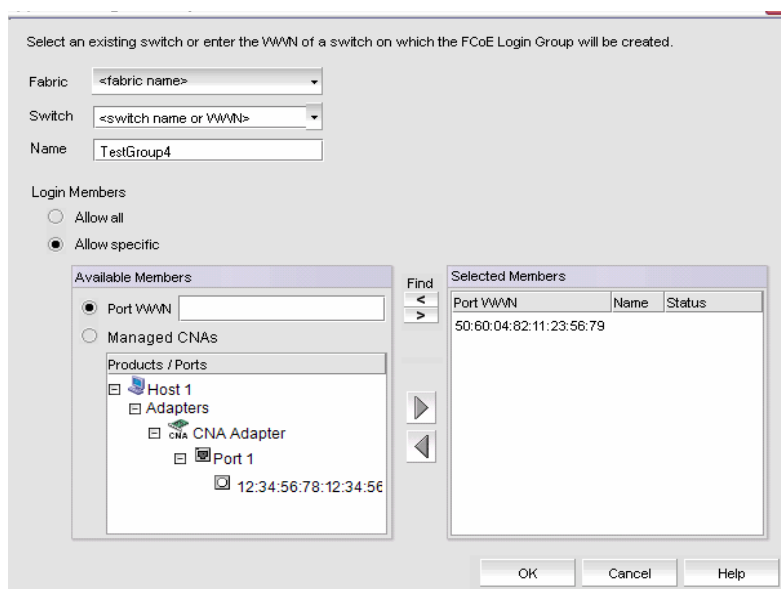 Select an existing switch or enter the WWN of a switch on which the FCoE Login Group will be created.
Fabric <fabric name>
Switch <switch name or WWN>
Name TestGroup4
Login Members
Allow all
Allow specific
Available Members
Port WWN
Managed CNAs
Products / Ports
Host 1
Adapters
CNA CNA Adapter
Port 1
12:34:56:78:12:34:56
Find
<
>
Selected Members
Port WWN Name Status
50:60:04:82:11:23:56:79
OK Cancel Help